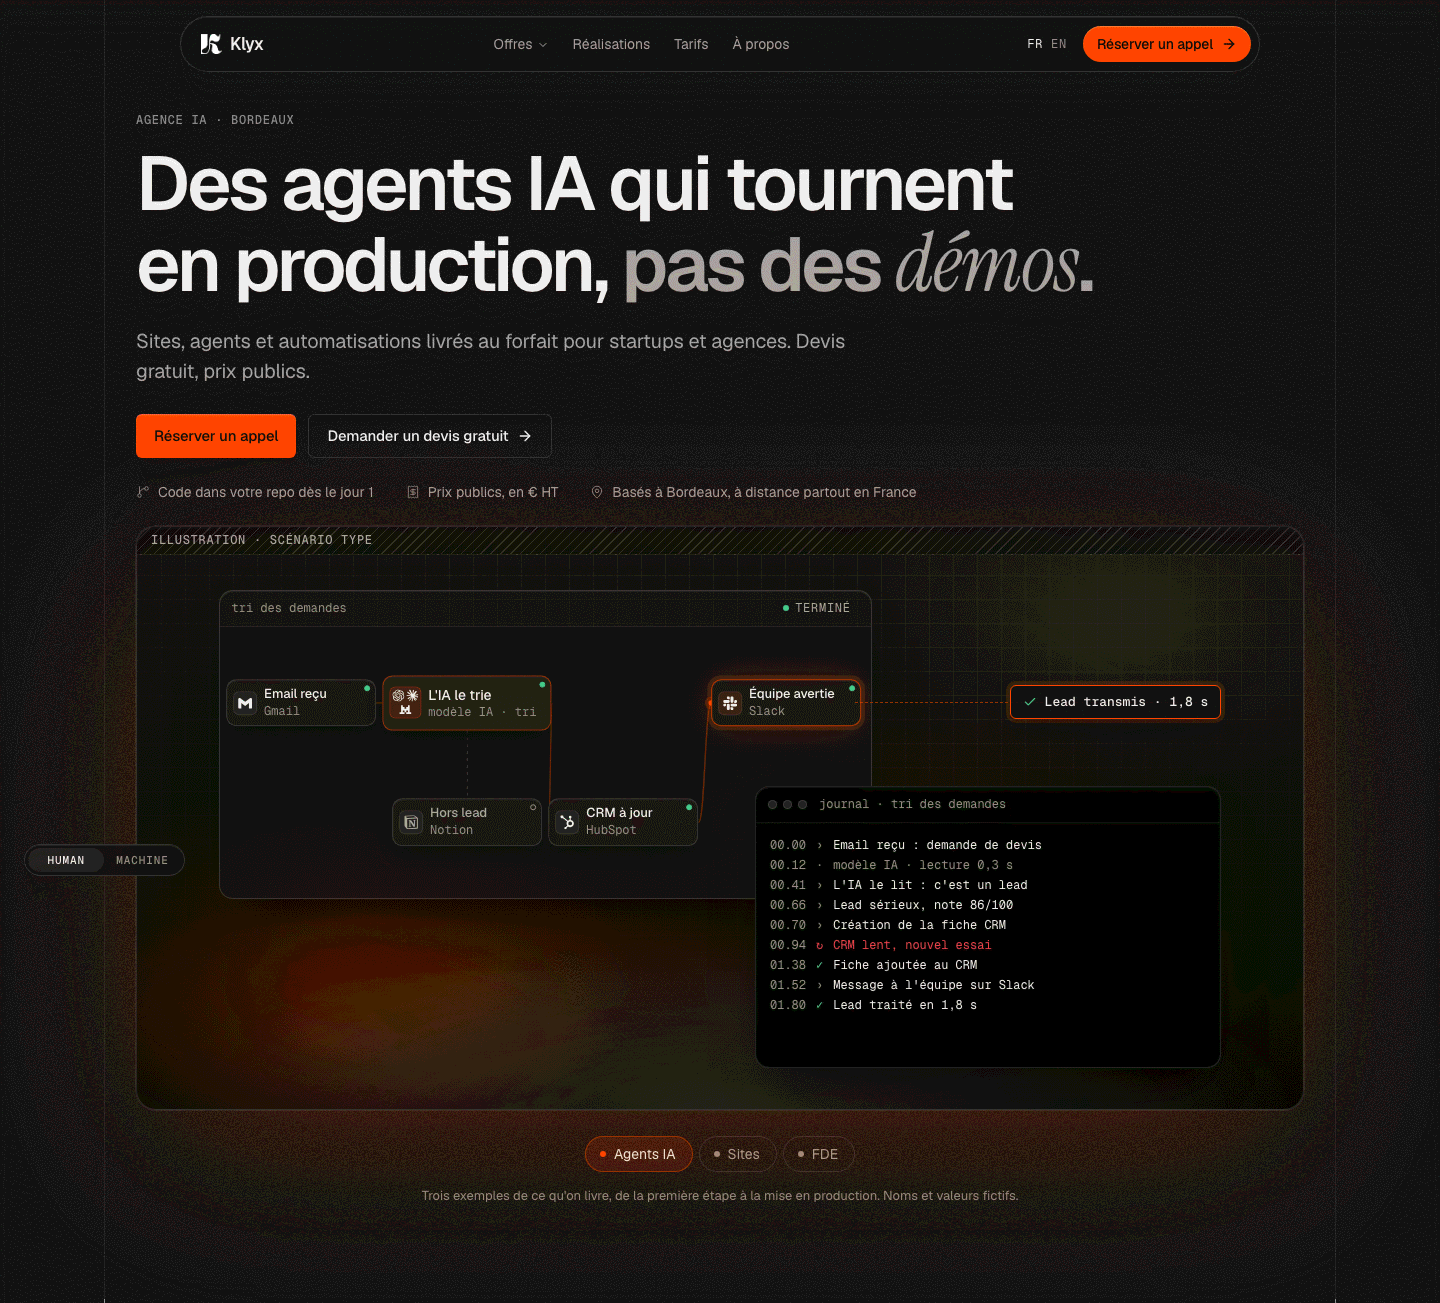 Klyx
Offres
Réalisations
Tarifs
À propos
FR EN
Réserver un appel
AGENCE IA · BORDEAUX
Des agents IA qui tournent
en production, pas des démos.
Sites, agents et automatisations livrés au forfait pour startups et agences. Devis
gratuit, prix publics.
Réserver un appel
Demander un devis gratuit
Code dans votre repo dès le jour 1
Prix publics, en € HT
Basés à Bordeaux, à distance partout en France
ILLUSTRATION · SCÉNARIO TYPE
tri des demandes
TERMINÉ
Email reçu
Gmail
L'IA le trie
modèle IA · tri
Équipe avertie
Slack
Lead transmis · 1,8 s
Hors lead
Notion
CRM à jour
HubSpot
HUMAN
MACHINE
journal · tri des demandes
00.00 › Email reçu : demande de devis
00.12 · modèle IA · lecture 0,3 s
00.41 › L'IA le lit : c'est un lead
00.66 › Lead sérieux, note 86/100
00.70 › Création de la fiche CRM
00.94 ↻ CRM lent, nouvel essai
01.38 ✓ Fiche ajoutée au CRM
01.52 › Message à l'équipe sur Slack
01.80 ✓ Lead traité en 1,8 s
Agents IA
Sites
FDE
Trois exemples de ce qu'on livre, de la première étape à la mise en production. Noms et valeurs fictifs.